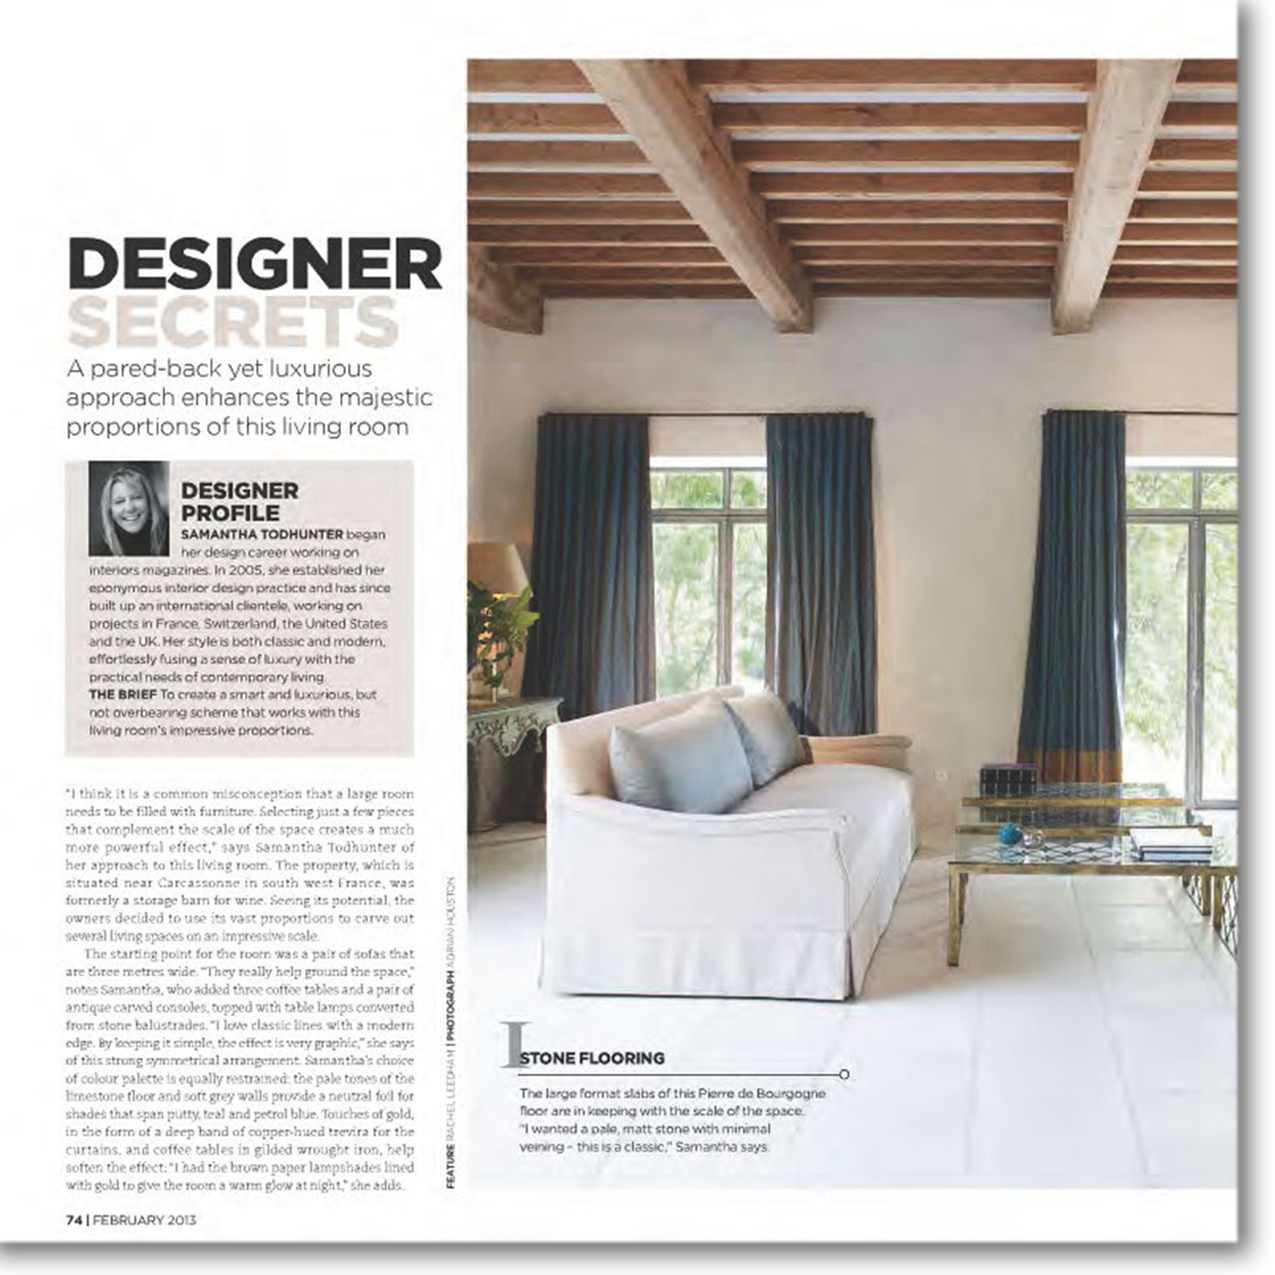 DESIGNER
SECRETS
A pared-back yet luxurious
approach enhances the majestic
proportions of this living room
DESIGNER
PROFILE
SAMANTHA TODHUNTER began
her design career working on
interiors magazines. In 2005, she established her
eponymous interior design practice and has since
built up an international clientele, working on
projects in France, Switzerland, the United States
and the UK. Her style is both classic and modern,
effortlessly fusing a sense of luxury with the
practical needs of contemporary living.
THE BRIEF To create a smart and luxurious, but
not overbearing scheme that works with this
living room's impressive proportions.
"I think it is a common misconception that a large room
needs to be filled with furniture. Selecting just a few pieces
that complement the scale of the space creates a much
more powerful effect," says Samantha Todhunter of
her approach to this living room. The property, which is
situated near Carcassonne in south west France, was
formerly a storage barn for wine. Seeing its potential, the
owners decided to use its vast proportions to carve out
several living spaces on an impressive scale.
The starting point for the room was a pair of sofas that
are three metres wide. "They really help ground the space,"
notes Samantha, who added three coffee tables and a pair of
antique carved consoles, topped with table lamps converted
from stone balustrades. "I love classic lines with a modern
edge. By keeping it simple, the effect is very graphic," she says
of this strong symmetrical arrangement. Samantha's choice
of colour palette is equally restrained: the pale tones of the
limestone floor and soft grey walls provide a neutral foil for
shades that span putty, teal and petrol blue. Touches of gold,
in the form of a deep band of copper-hued trevira for the
curtains, and coffee tables in gilded wrought iron, help
soften the effect: "I had the brown paper lampshades lined
with gold to give the room a warm glow at night," she adds.
FEATURE RACHEL LEEDHAM | PHOTOGRAPH ADRIAN HOUSTON
1
STONE FLOORING
The large format slabs of this Pierre de Bourgogne
floor are in keeping with the scale of the space.
"I wanted a pale, matt stone with minimal
veining – this is a classic," Samantha says.
74 | FEBRUARY 2013